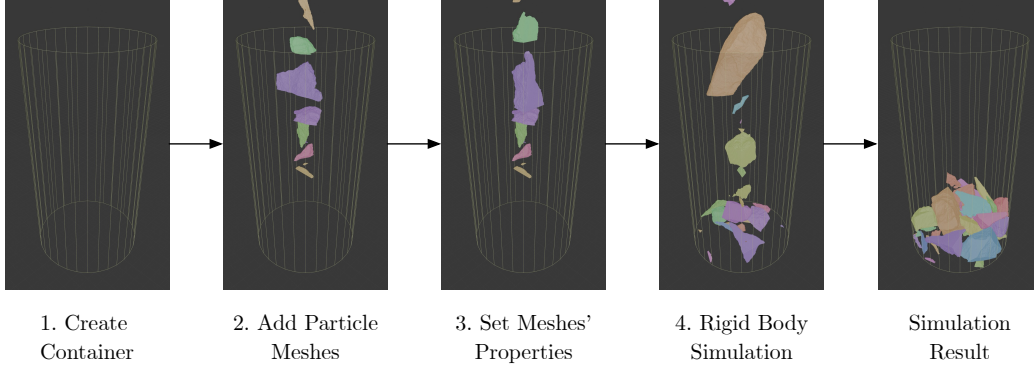 1. Create
Container
2. Add Particle
Meshes
3. Set Meshes’
Properties
4. Rigid Body
Simulation
Simulation
Result